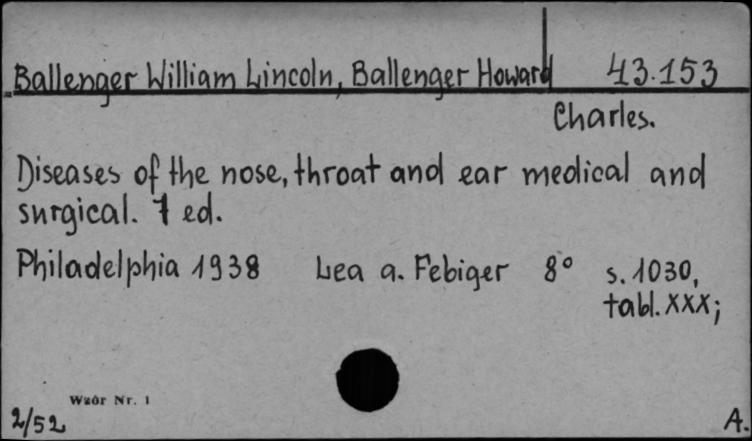 Ballenger William Lincoln, Ballenger Howard 43.153
Charles.
Diseases of the nose, throat and ear medical and
surgical. 7 ed.
Philadelphia 1938 Lea a. Febiger 8° s. 1030,
tabl. XXX;
Wzór Nr. 1
2/52 A.